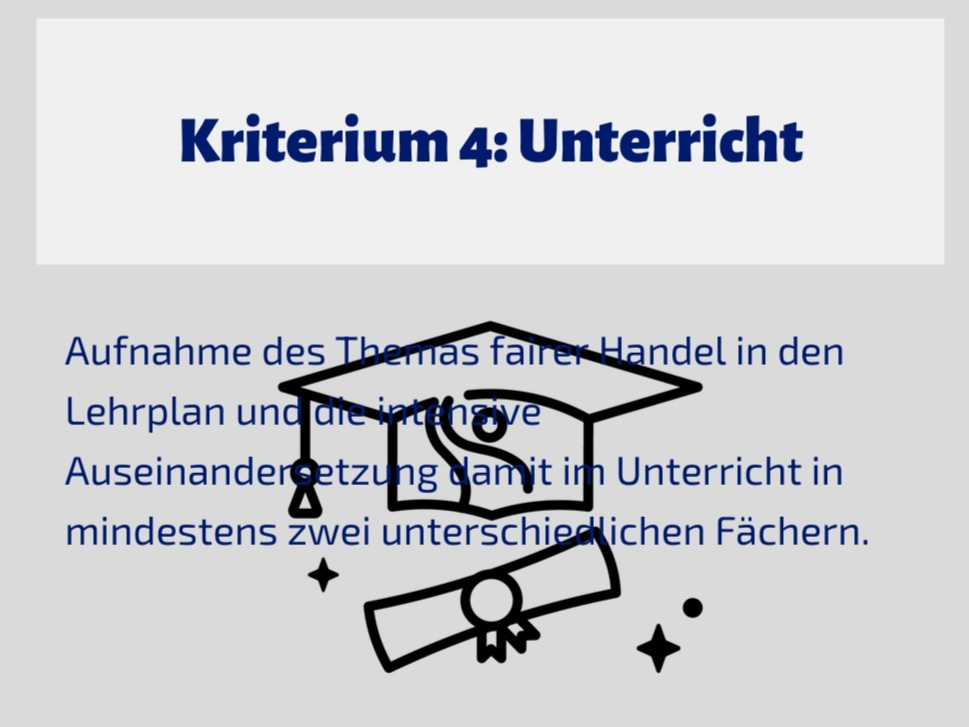 Kriterium 4: Unterricht
Aufnahme des Themas fairer Handel in den
Lehrplan und die intensive
Auseinandersetzung damit im Unterricht in
mindestens zwei unterschiedlichen Fächern.